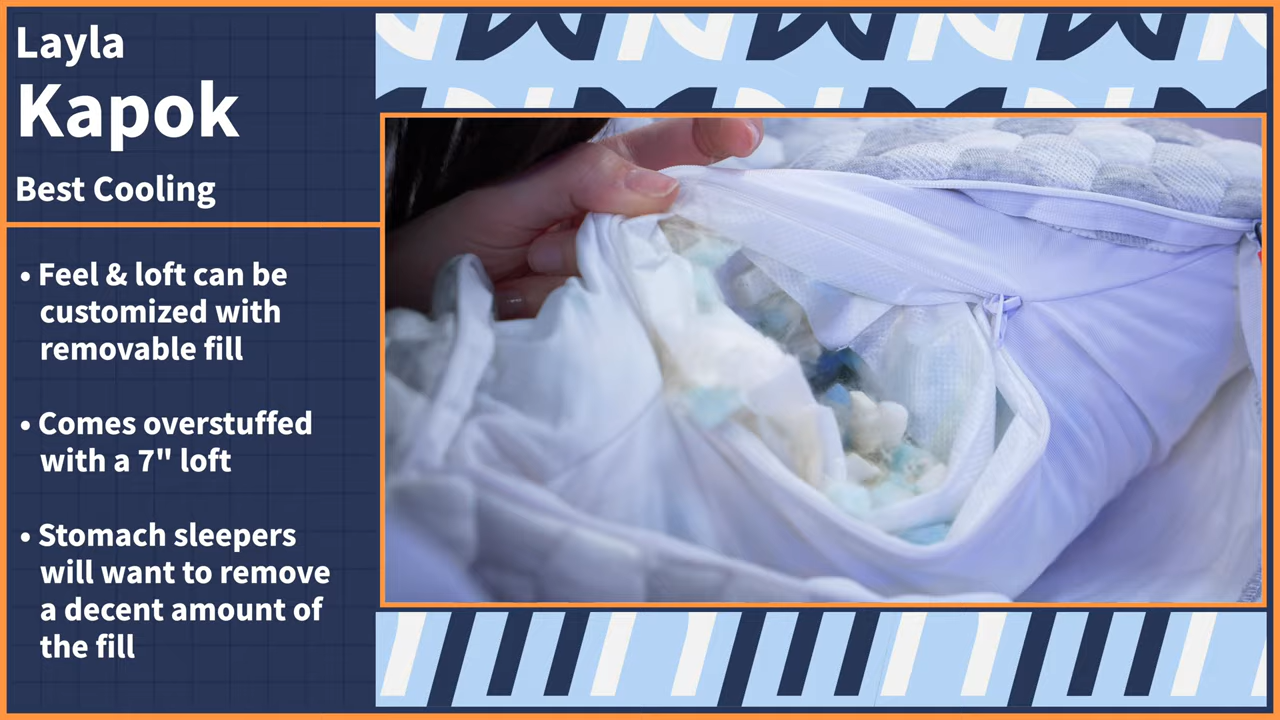 Layla
Kapok
Best Cooling
• Feel & loft can be
customized with
removable fill
• Comes overstuffed
with a 7" loft
• Stomach sleepers
will want to remove
a decent amount of
the fill